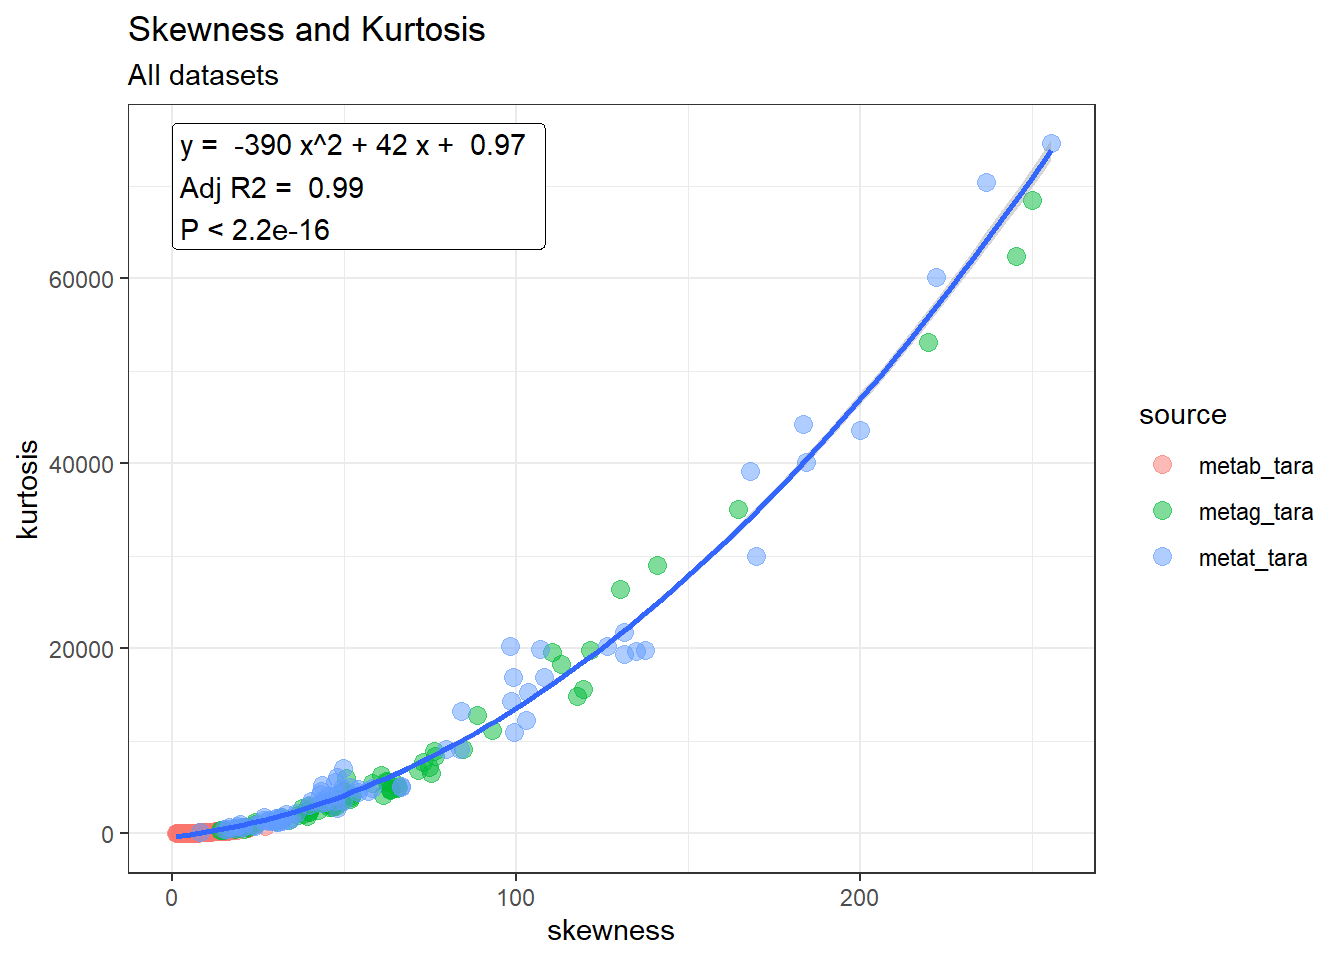 Skewness and Kurtosis
All datasets
y =  -390 x^2 + 42 x +  0.97
Adj R2 =  0.99
P < 2.2e-16
60000
40000
20000
0
kurtosis
0
100
200
skewness
source
metab_tara
metag_tara
metat_tara